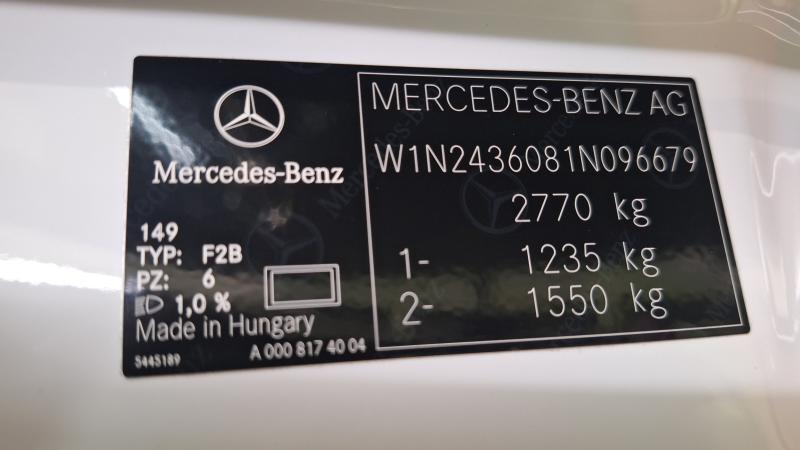 Mercedes-Benz
149
TYP: F2B
PZ: 6
1,0 %
Made in Hungary
5445189
A 000 817 40 04
MERCEDES-BENZ AG
W1N2436081N096679
2770 kg
1- 1235 kg
2- 1550 kg